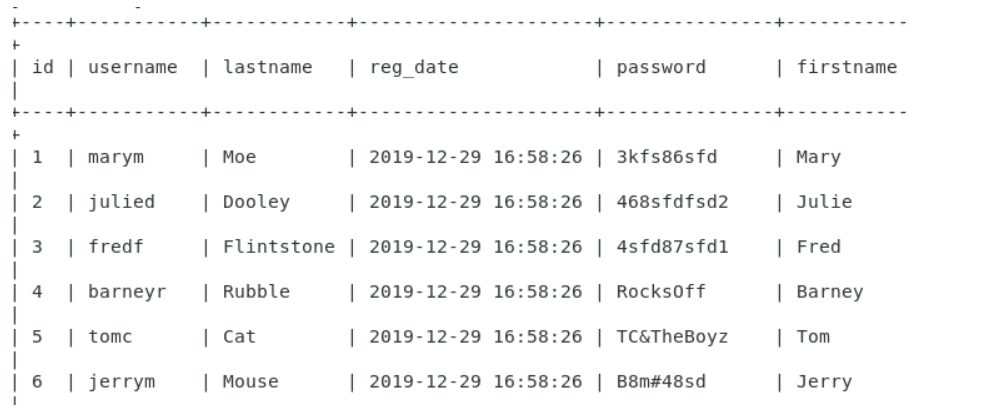 +----+-----------+------------+---------------------+---------------+-----------
+
| id | username  | lastname   | reg_date            | password      | firstname
|
+----+-----------+------------+---------------------+---------------+-----------
+
| 1  | marym     | Moe        | 2019-12-29 16:58:26 | 3kfs86sfd     | Mary
|
| 2  | julied    | Dooley     | 2019-12-29 16:58:26 | 468sfdfsd2    | Julie
|
| 3  | fredf     | Flintstone | 2019-12-29 16:58:26 | 4sfd87sfd1    | Fred
|
| 4  | barneyr   | Rubble     | 2019-12-29 16:58:26 | RocksOff      | Barney
|
| 5  | tomc      | Cat        | 2019-12-29 16:58:26 | TC&TheBoyz    | Tom
|
| 6  | jerrym    | Mouse      | 2019-12-29 16:58:26 | B8m#48sd      | Jerry
|